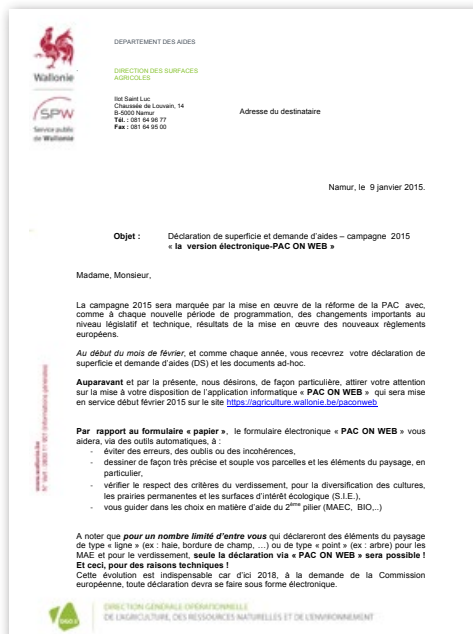 Wallonie
SPW
Service public
de Wallonie
DEPARTEMENT DES AIDES
DIRECTION DES SURFACES
AGRICOLES
Ilot Saint Luc
Chaussée de Louvain, 14
B-5000 Namur
Tél. : 081 64 96 77
Fax : 081 64 95 00
Adresse du destinataire
Namur, le 9 janvier 2015.
Objet : Déclaration de superficie et demande d'aides – campagne 2015
« la version électronique-PAC ON WEB »
Madame, Monsieur,
La campagne 2015 sera marquée par la mise en œuvre de la réforme de la PAC avec,
comme à chaque nouvelle période de programmation, des changements importants au
niveau législatif et technique, résultats de la mise en œuvre des nouveaux règlements
européens.
Au début du mois de février, et comme chaque année, vous recevrez votre déclaration de
superficie et demande d'aides (DS) et les documents ad-hoc.
Auparavant et par la présente, nous désirons, de façon particulière, attirer votre attention
sur la mise à votre disposition de l'application informatique « PAC ON WEB » qui sera mise
en service début février 2015 sur le site https://agriculture.wallonie.be/paconweb
Par rapport au formulaire « papier », le formulaire électronique « PAC ON WEB » vous
aidera, via des outils automatiques, à :
- éviter des erreurs, des oublis ou des incohérences,
- dessiner de façon très précise et souple vos parcelles et les éléments du paysage, en
particulier,
- vérifier le respect des critères du verdissement, pour la diversification des cultures,
les prairies permanentes et les surfaces d'intérêt écologique (S.I.E.),
- vous guider dans les choix en matière d'aide du 2ème pilier (MAEC, BIO,..)
A noter que pour un nombre limité d'entre vous qui déclareront des éléments du paysage
de type « ligne » (ex : haie, bordure de champ, …) ou de type « point » (ex : arbre) pour les
MAE et pour le verdissement, seule la déclaration via « PAC ON WEB » sera possible !
Et ceci, pour des raisons techniques !
Cette évolution est indispensable car d'ici 2018, à la demande de la Commission
européenne, toute déclaration devra se faire sous forme électronique.
www.wallonie.be
N° Vert : 0800 11 901 (informations générales)
DIRECTION GÉNÉRALE OPÉRATIONNELLE
DE L'AGRICULTURE, DES RESSOURCES NATURELLES ET DE L'ENVIRONNEMENT